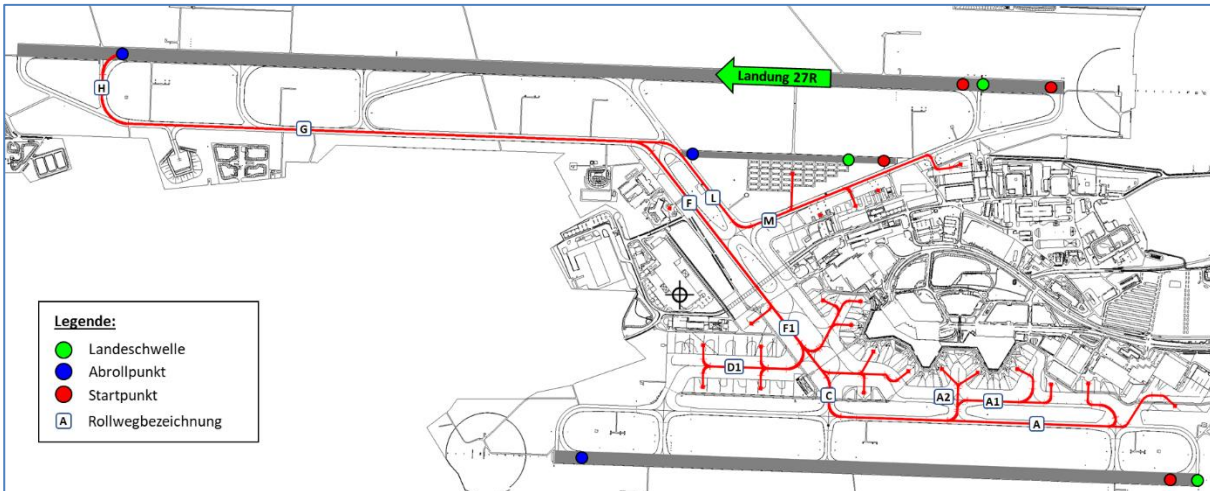 Landung 27R
H
G
L
F
M
F1
D1
C
A2
A1
A
Legende:
Landeschwelle
Abrollpunkt
Startpunkt
A Rollwegbezeichnung